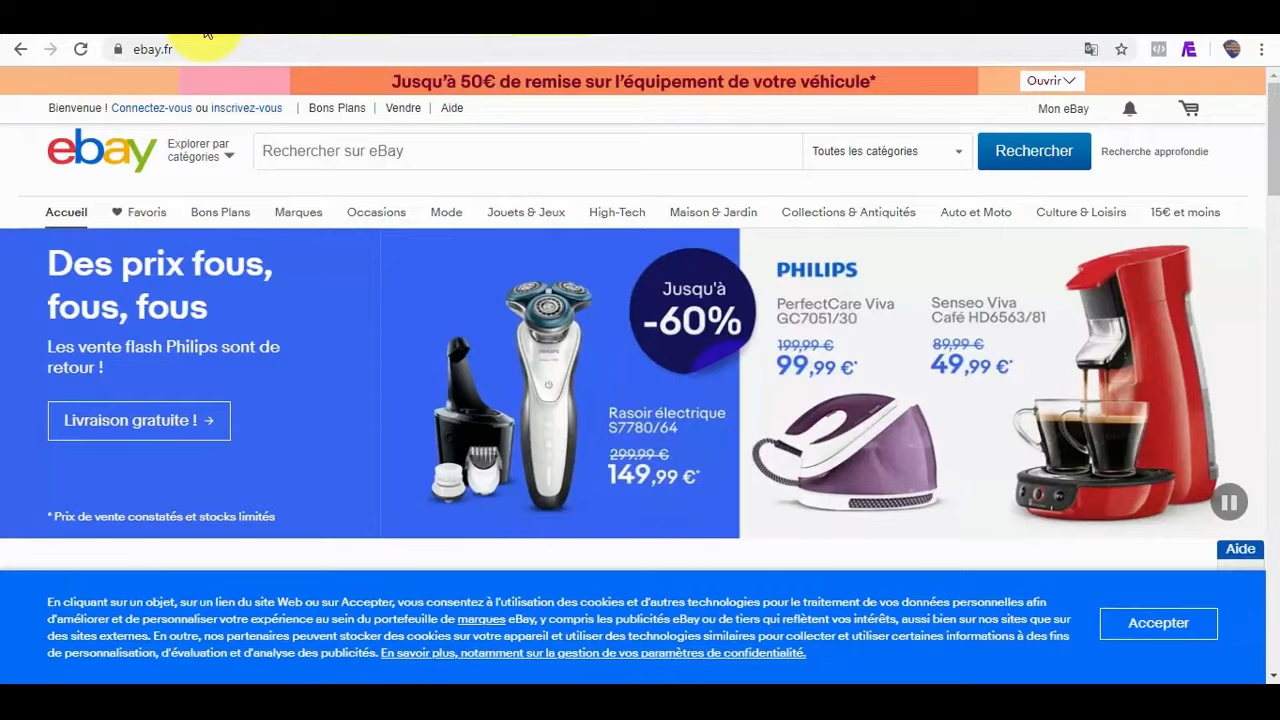 ebay.fr
Jusqu'à 50€ de remise sur l'équipement de votre véhicule*
Ouvrir
Bienvenue ! Connectez-vous ou inscrivez-vous
Bons Plans
Vendre
Aide
Mon eBay
ebay
Explorer par
catégories
Rechercher sur eBay
Toutes les catégories
Rechercher
Recherche approfondie
Accueil
Favoris
Bons Plans
Marques
Occasions
Mode
Jouets & Jeux
High-Tech
Maison & Jardin
Collections & Antiquités
Auto et Moto
Culture & Loisirs
15€ et moins
Des prix fous,
fous, fous
Les vente flash Philips sont de
retour !
Livraison gratuite ! →
* Prix de vente constatés et stocks limités
Jusqu'à
-60%
Rasoir électrique
S7780/64
299,99 €
149,99 €*
PHILIPS
PerfectCare Viva
GC7051/30
199,99 €
99,99 €*
Senseo Viva
Café HD6563/81
89,99 €
49,99 €*
Aide
En cliquant sur un objet, sur un lien du site Web ou sur Accepter, vous consentez à l'utilisation des cookies et d'autres technologies pour le traitement de vos données personnelles afin
d'améliorer et de personnaliser votre expérience au sein du portefeuille de marques eBay, y compris les publicités eBay ou de tiers qui reflètent vos intérêts, aussi bien sur nos sites que sur
des sites externes. En outre, nos partenaires peuvent stocker des cookies sur votre appareil et utiliser des technologies similaires pour collecter et utiliser certaines informations à des fins
de personnalisation, d'évaluation et d'analyse des publicités. En savoir plus, notamment sur la gestion de vos paramètres de confidentialité.
Accepter